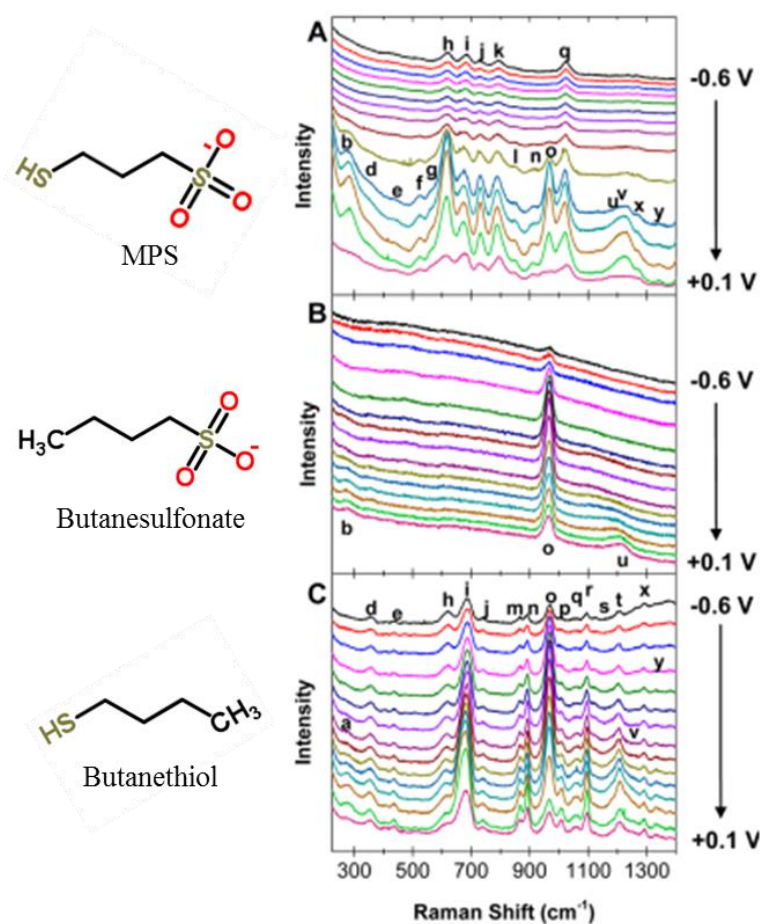 A
h i j k q
-0.6 V
b d e f g l n o u v x y
+0.1 V
Intensity
HS
S
O
-
O
O
MPS
B
-0.6 V
Intensity
b o u
+0.1 V
H₃C
S
O
O
O
-
Butanesulfonate
C
d e h i j m n o p q r s t x
-0.6 V
y
a
v
+0.1 V
Intensity
HS
CH₃
Butanethiol
300 500 700 900 1100 1300
Raman Shift (cm⁻¹)